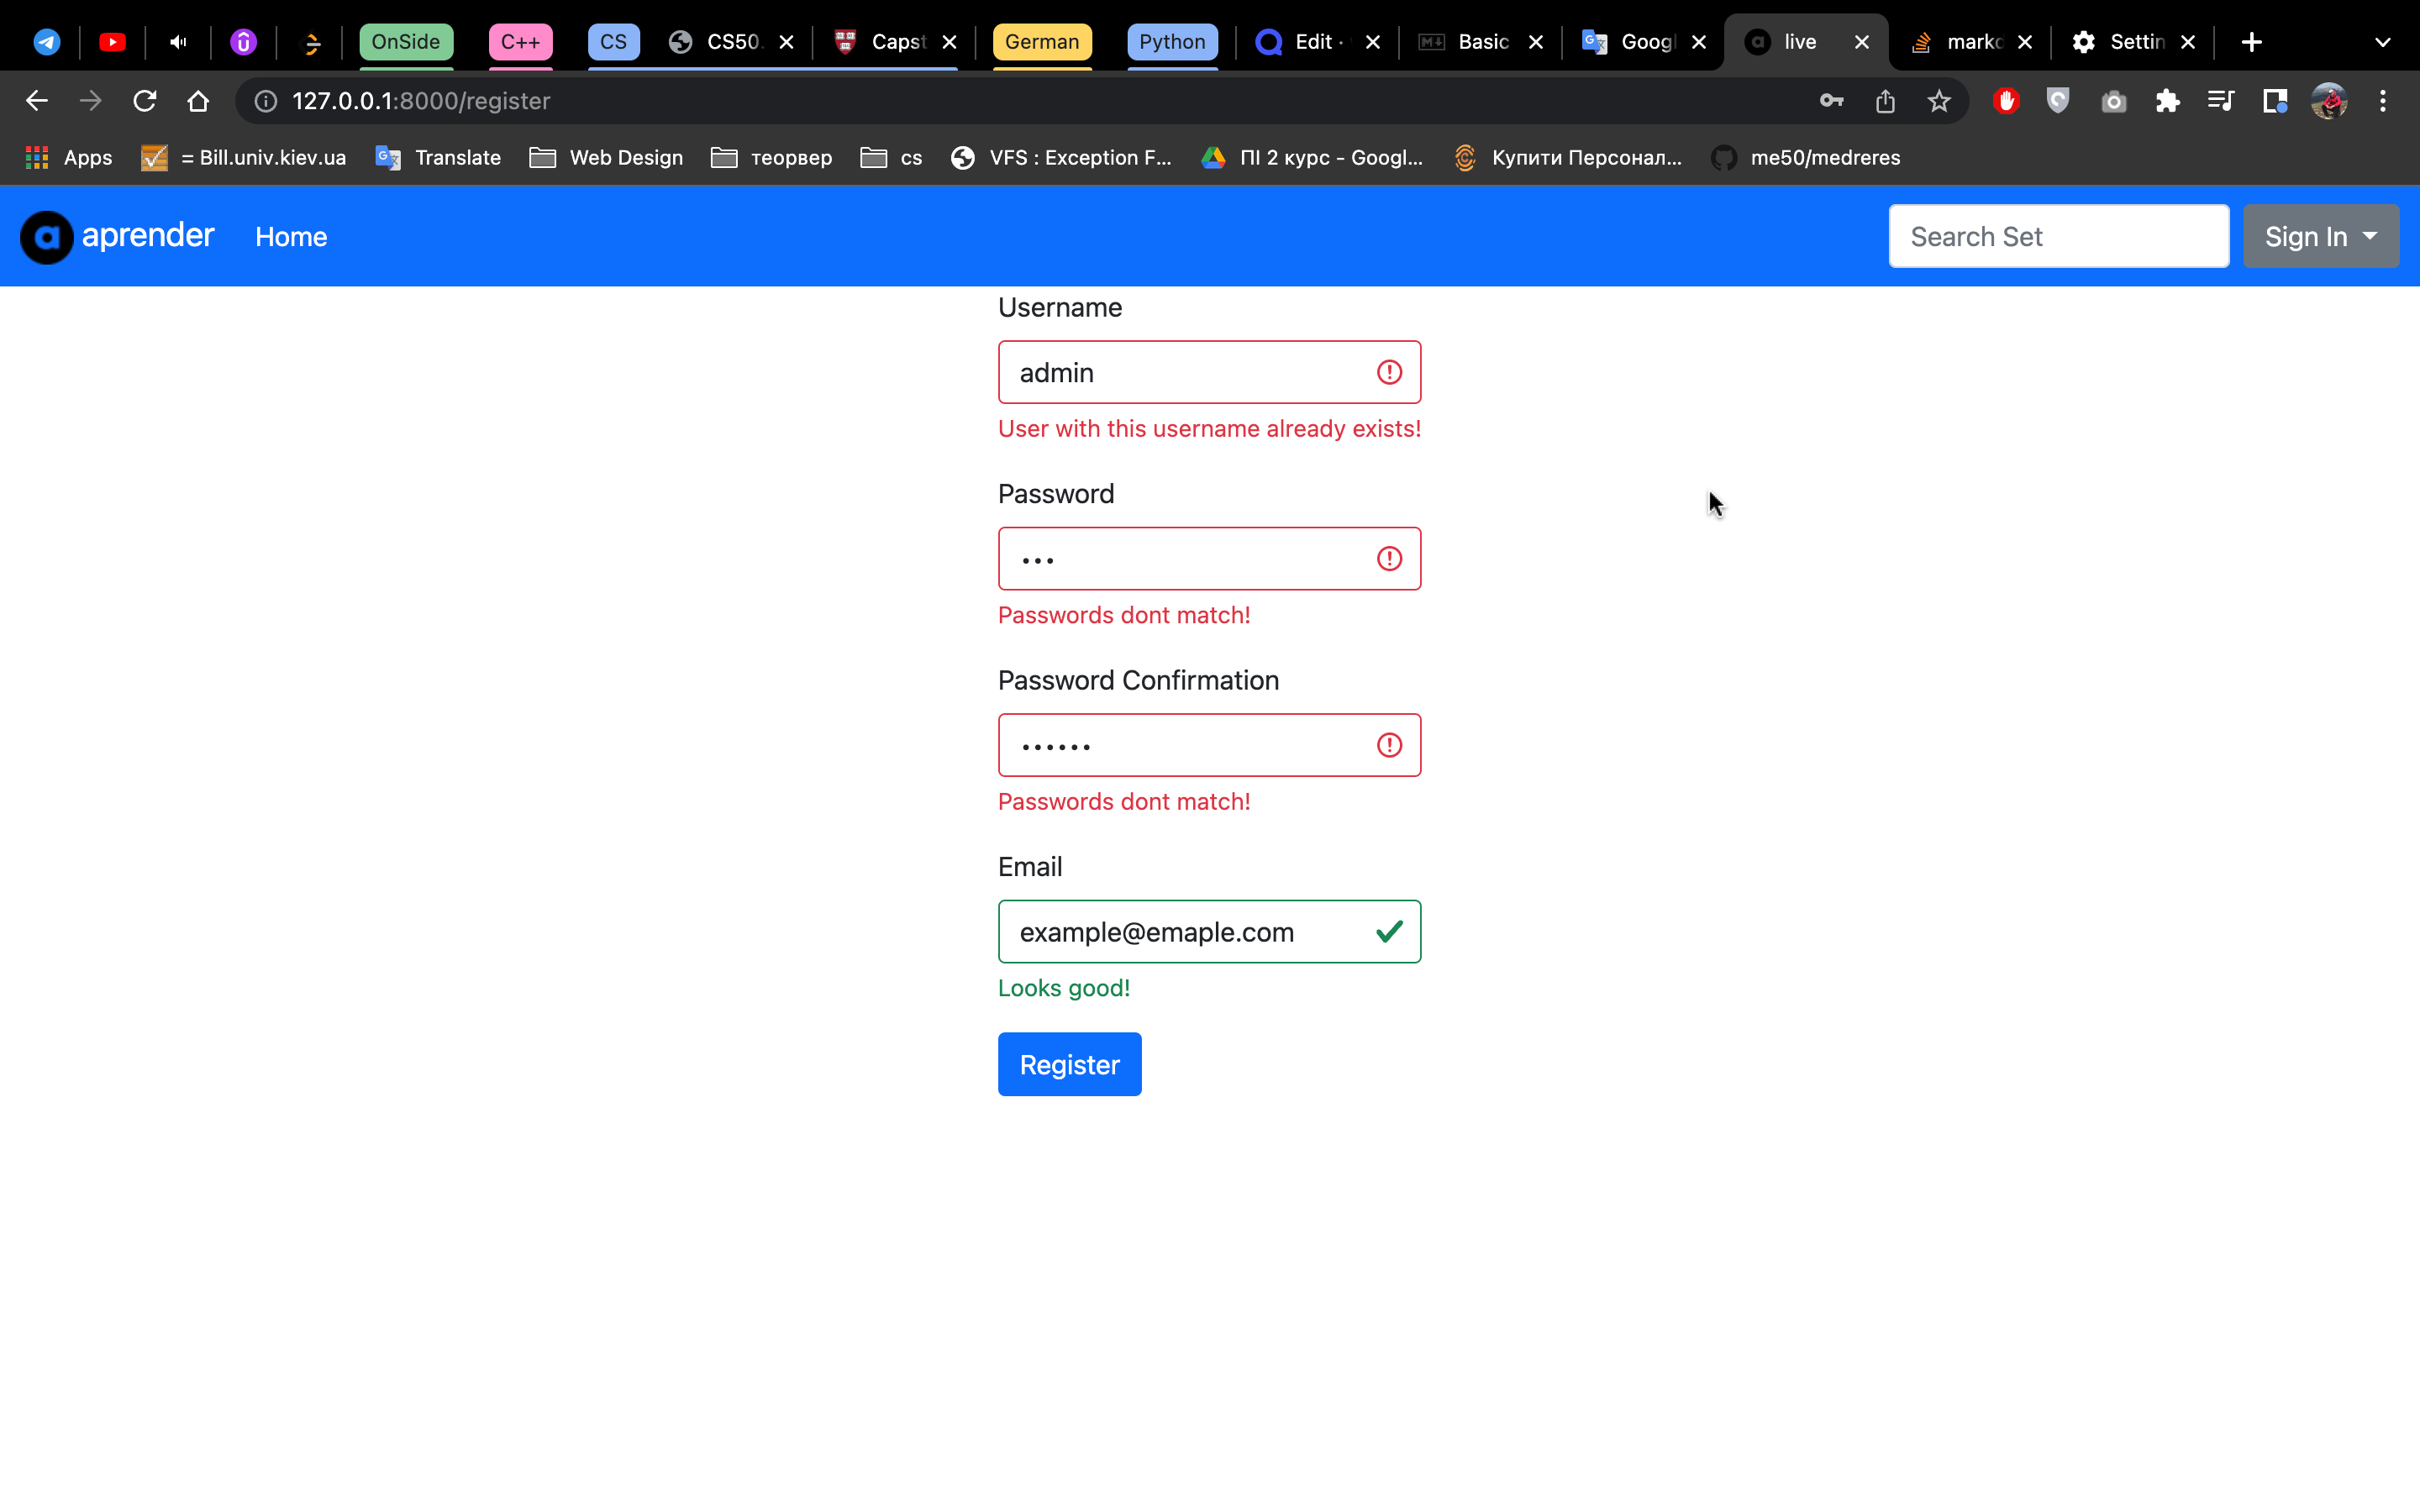 OnSide C++ CS CS50. Capst German Python Edit · Basic Googl live markd Settin
127.0.0.1:8000/register
Apps = Bill.univ.kiev.ua Translate Web Design теорвер cs VFS : Exception F... ПІ 2 курс - Googl... Купити Персонал... me50/medreres
aprender Home Search Set Sign In
Username
admin
User with this username already exists!
Password
Passwords dont match!
Password Confirmation
Passwords dont match!
Email
example@emaple.com
Looks good!
Register